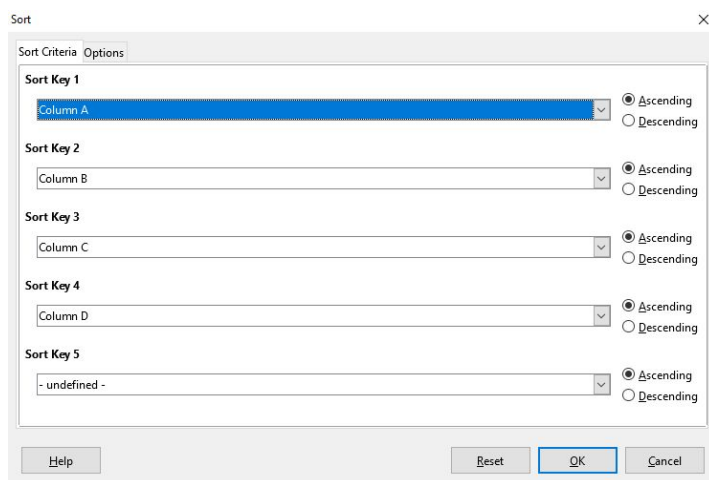 Sort
Sort Criteria Options
Sort Key 1
Column A
Ascending
Descending
Sort Key 2
Column B
Ascending
Descending
Sort Key 3
Column C
Ascending
Descending
Sort Key 4
Column D
Ascending
Descending
Sort Key 5
- undefined -
Ascending
Descending
Help Reset OK Cancel